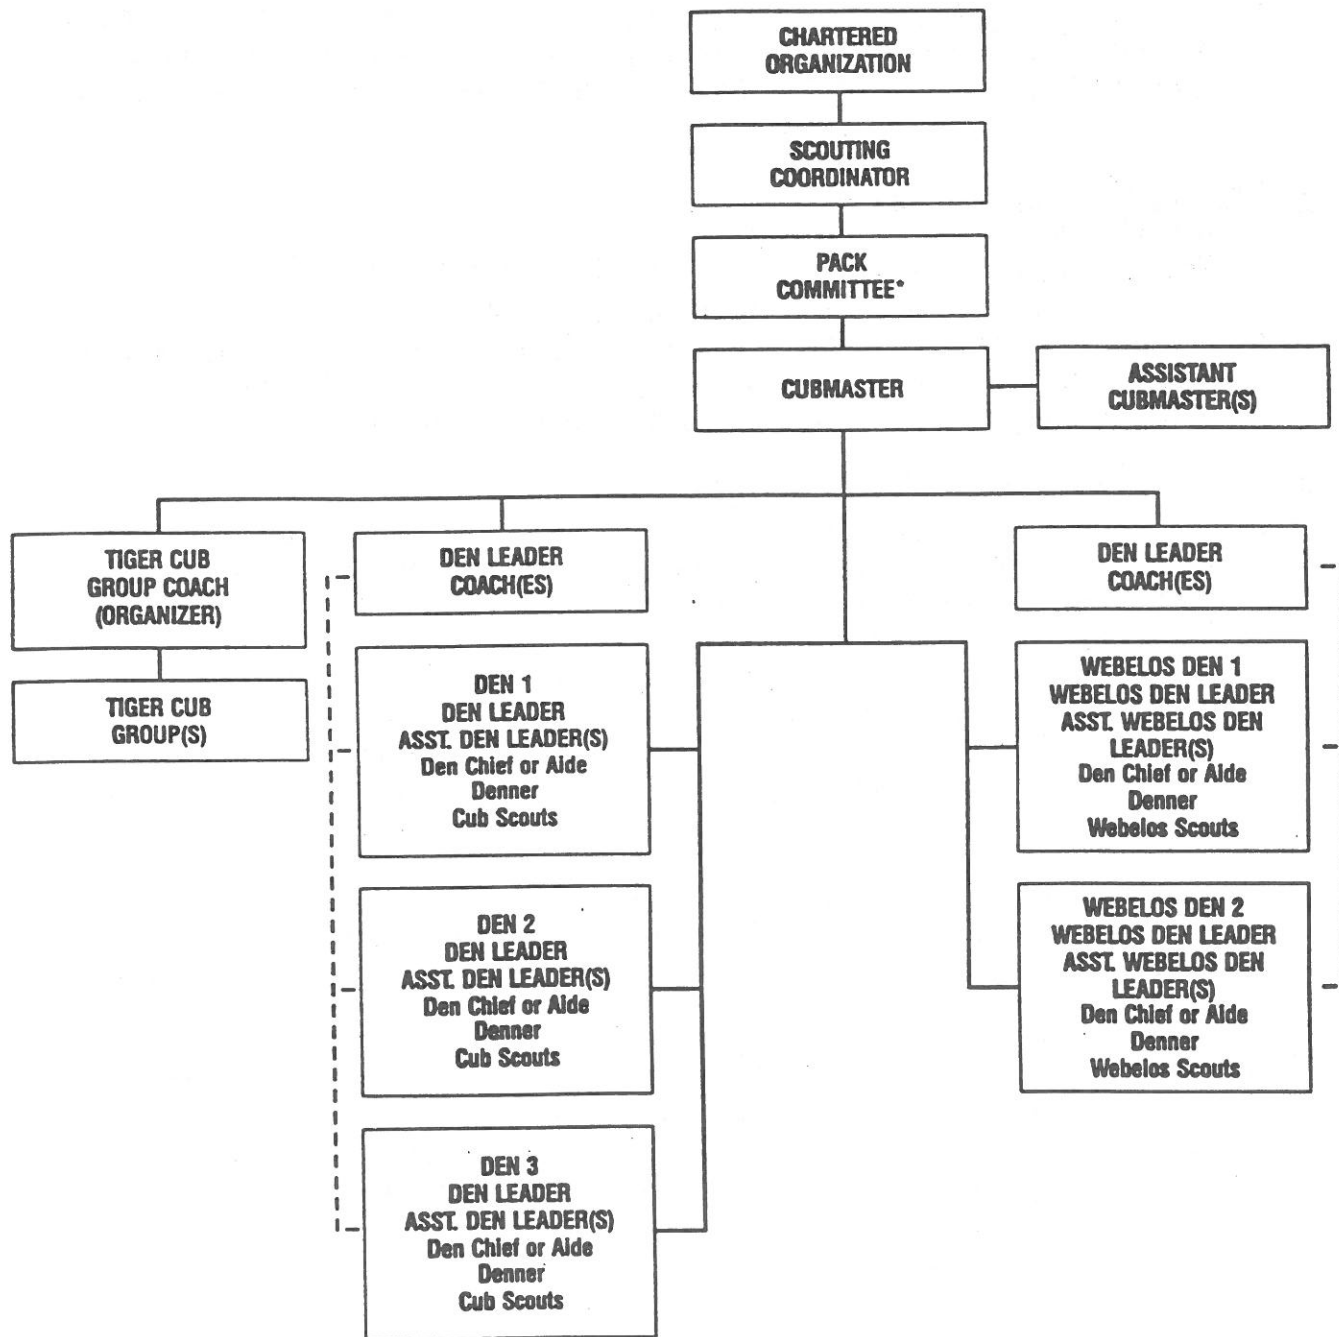 CHARTERED
ORGANIZATION
SCOUTING
COORDINATOR
PACK
COMMITTEE*
CUBMASTER
ASSISTANT
CUBMASTER(S)
TIGER CUB
GROUP COACH
(ORGANIZER)
TIGER CUB
GROUP(S)
DEN LEADER
COACH(ES)
DEN 1
DEN LEADER
ASST. DEN LEADER(S)
Den Chief or Aide
Denner
Cub Scouts
DEN 2
DEN LEADER
ASST. DEN LEADER(S)
Den Chief or Aide
Denner
Cub Scouts
DEN 3
DEN LEADER
ASST. DEN LEADER(S)
Den Chief or Aide
Denner
Cub Scouts
DEN LEADER
COACH(ES)
WEBELOS DEN 1
WEBELOS DEN LEADER
ASST. WEBELOS DEN
LEADER(S)
Den Chief or Aide
Denner
Webelos Scouts
WEBELOS DEN 2
WEBELOS DEN LEADER
ASST. WEBELOS DEN
LEADER(S)
Den Chief or Aide
Denner
Webelos Scouts